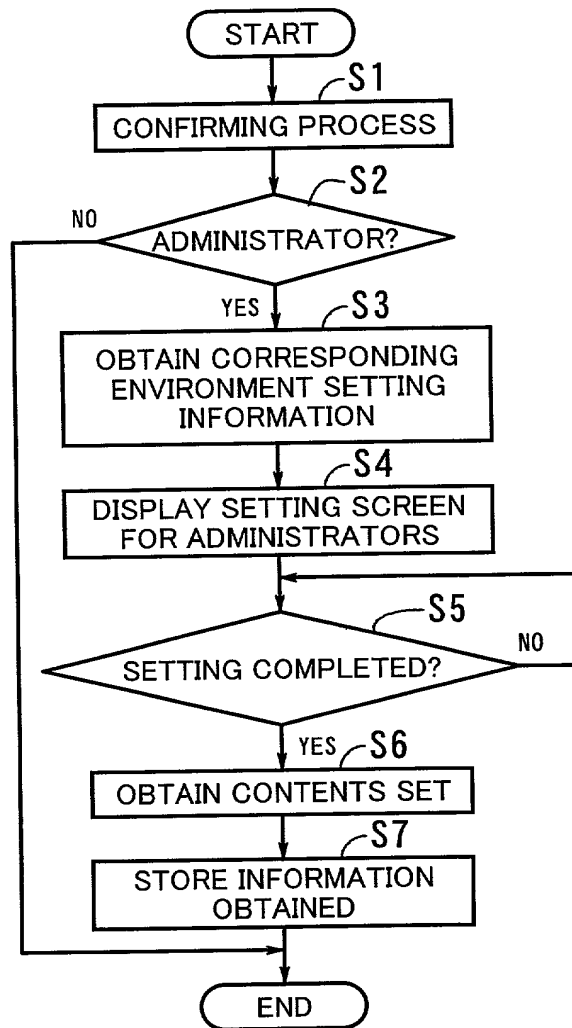 START
S1
CONFIRMING PROCESS
S2
NO
ADMINISTRATOR?
YES
S3
OBTAIN CORRESPONDING
ENVIRONMENT SETTING
INFORMATION
S4
DISPLAY SETTING SCREEN
FOR ADMINISTRATORS
S5
NO
SETTING COMPLETED?
YES
S6
OBTAIN CONTENTS SET
S7
STORE INFORMATION
OBTAINED
END